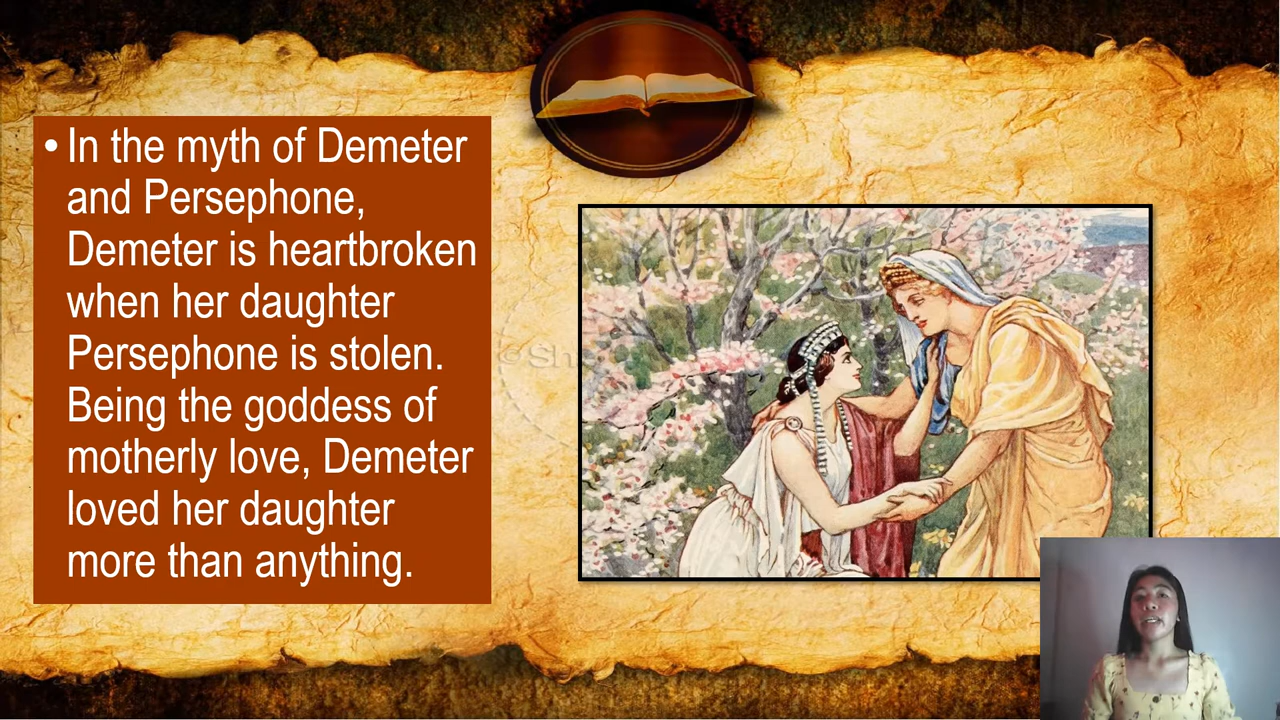 • In the myth of Demeter
and Persephone,
Demeter is heartbroken
when her daughter
Persephone is stolen.
Being the goddess of
motherly love, Demeter
loved her daughter
more than anything.